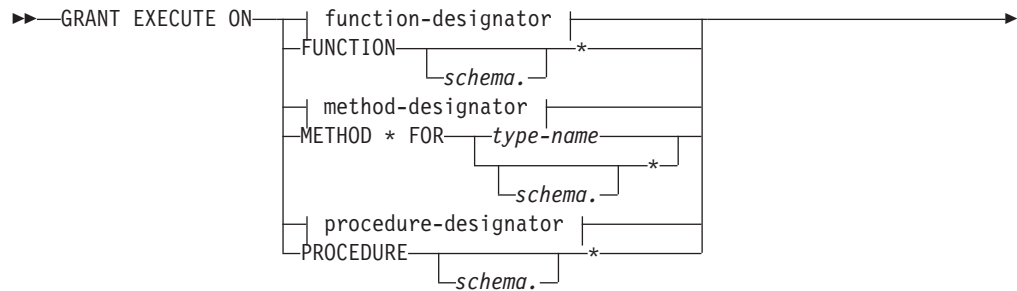 GRANT EXECUTE ON function-designator
FUNCTION *
schema.
method-designator
METHOD * FOR type-name
*
schema.
procedure-designator
PROCEDURE *
schema.